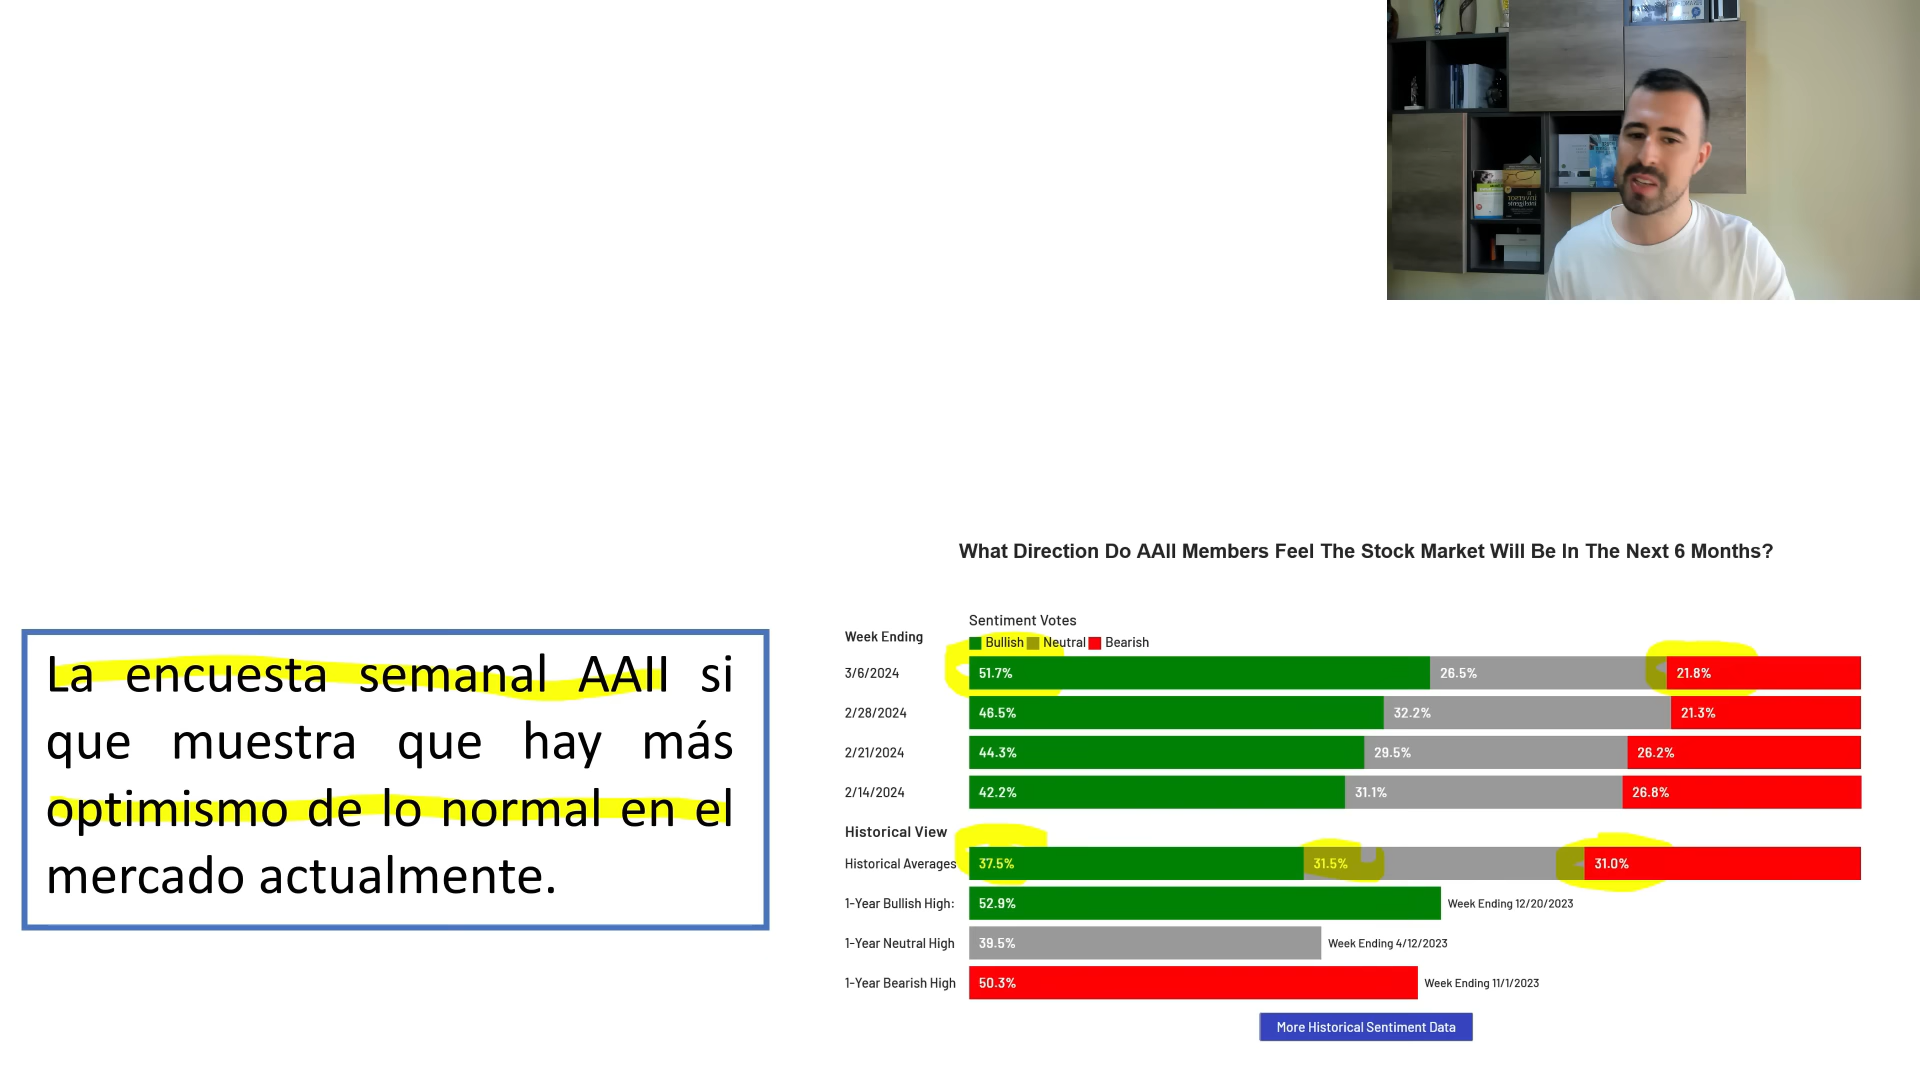 What Direction Do AAII Members Feel The Stock Market Will Be In The Next 6 Months?
La encuesta semanal AAII si
que muestra que hay más
optimismo de lo normal en el
mercado actualmente.
Sentiment Votes
Week Ending
Bullish Neutral Bearish
3/6/2024 51.7% 26.5% 21.8%
2/28/2024 46.5% 32.2% 21.3%
2/21/2024 44.3% 29.5% 26.2%
2/14/2024 42.2% 31.1% 26.8%
Historical View
Historical Averages 37.5% 31.5% 31.0%
1-Year Bullish High: 52.9% Week Ending 12/20/2023
1-Year Neutral High 39.5% Week Ending 4/12/2023
1-Year Bearish High 50.3% Week Ending 11/1/2023
More Historical Sentiment Data